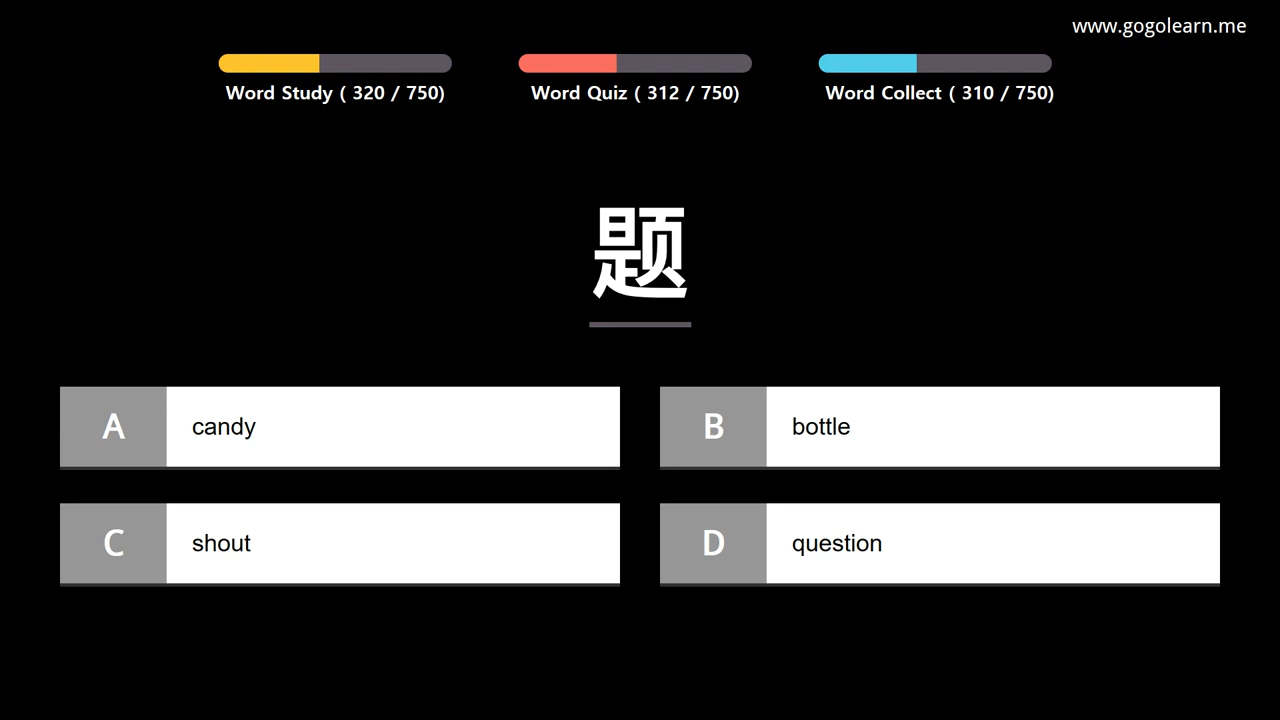 www.gogolearn.me
Word Study ( 320 / 750)
Word Quiz ( 312 / 750)
Word Collect ( 310 / 750)
题
A candy
B bottle
C shout
D question